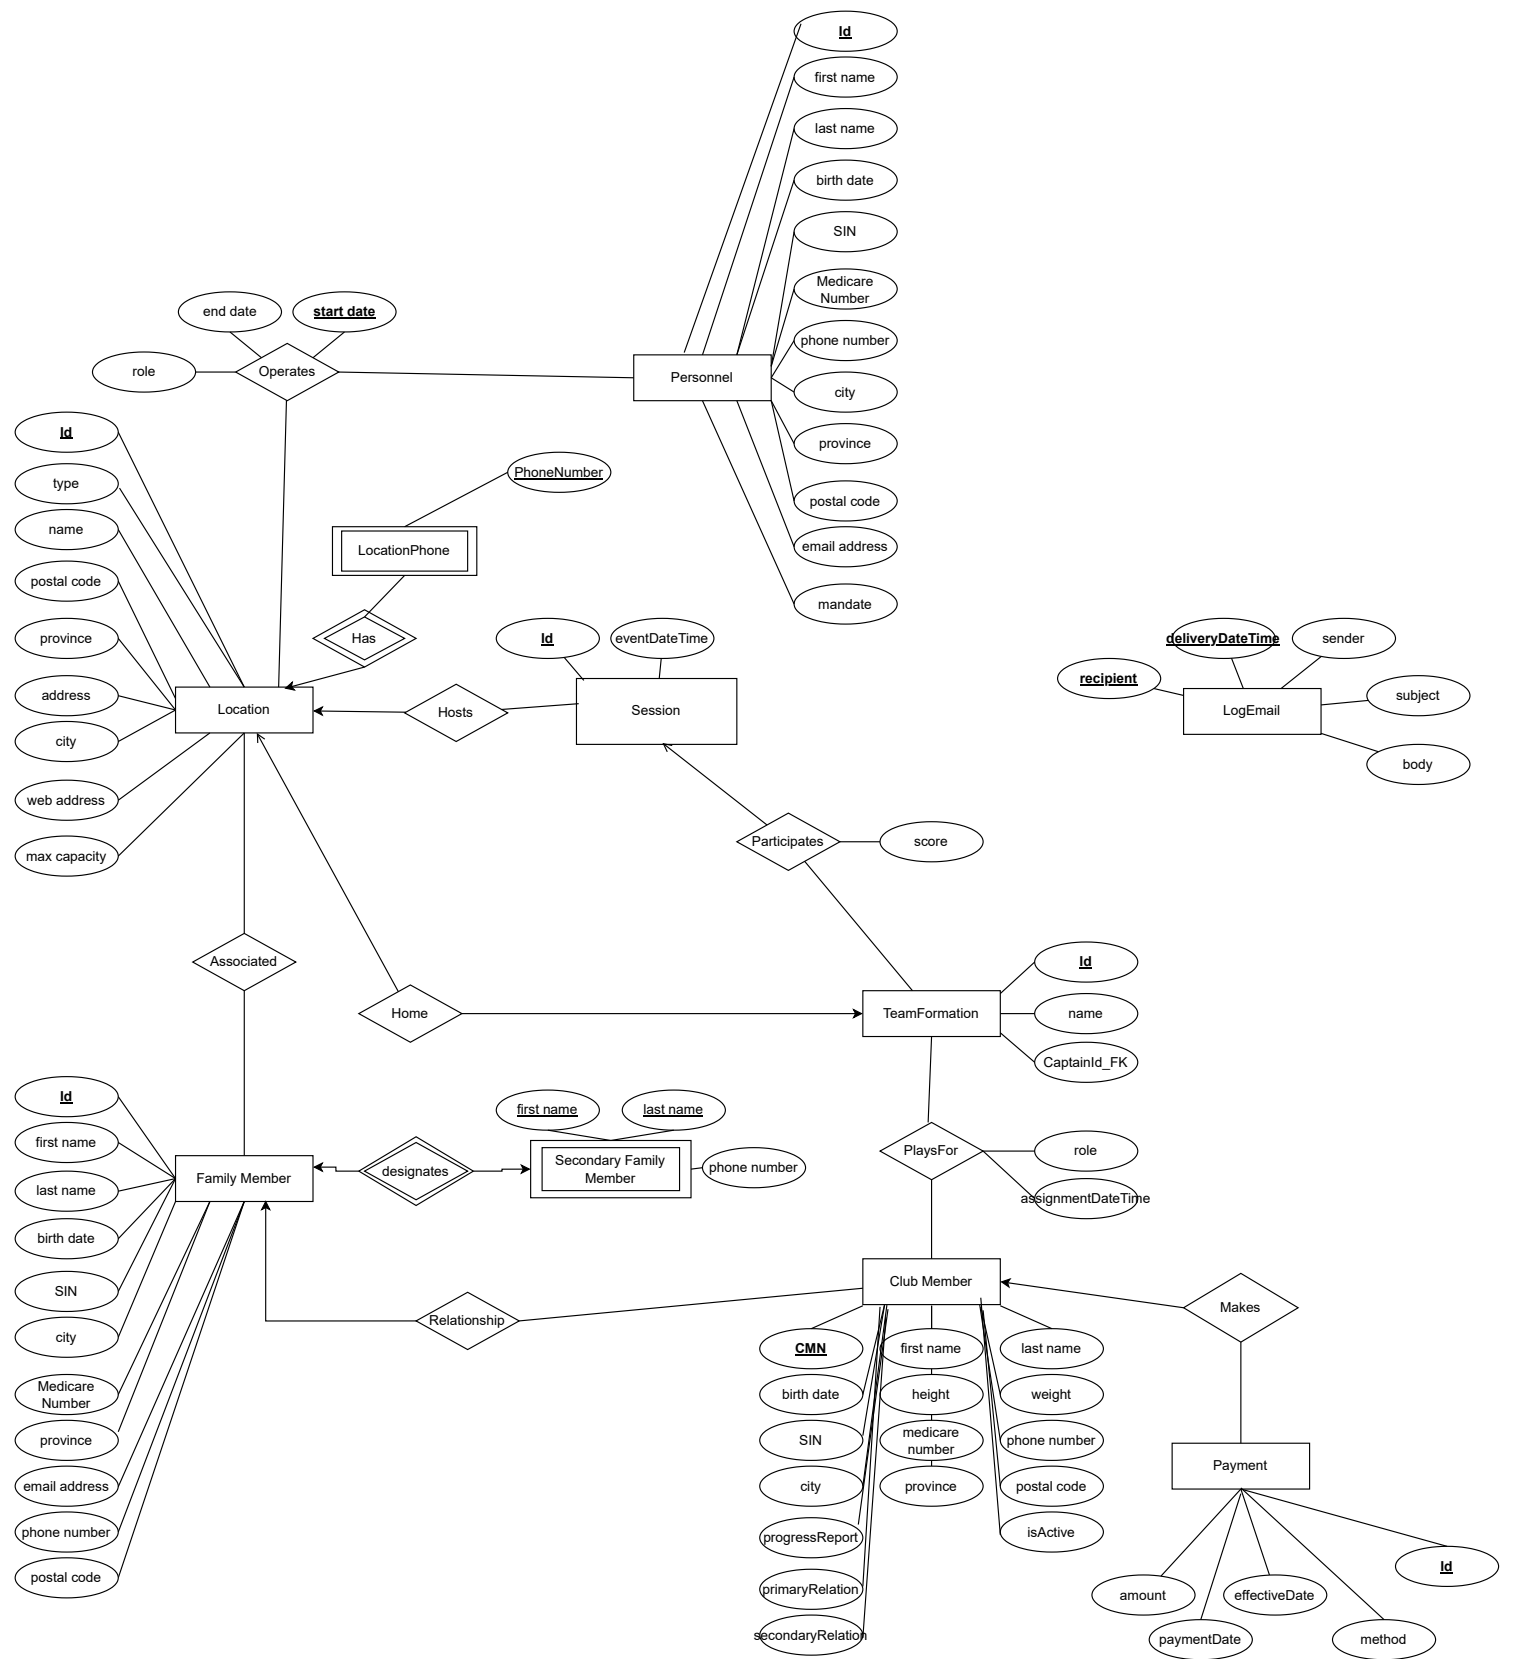 Id
first name
last name
birth date
SIN
Medicare
Number
phone number
city
province
postal code
email address
mandate
Personnel
end date
start date
role
Operates
Id
type
name
postal code
province
address
city
web address
max capacity
Location
PhoneNumber
LocationPhone
Has
Hosts
Id
eventDateTime
Session
deliveryDateTime
sender
recipient
subject
LogEmail
body
Participates
score
Associated
Home
TeamFormation
Id
name
CaptainId_FK
Id
first name
last name
birth date
SIN
city
Medicare
Number
province
email address
phone number
postal code
Family Member
designates
first name
last name
Secondary Family
Member
phone number
PlaysFor
role
assignmentDateTime
Relationship
Club Member
Makes
CMN
first name
last name
birth date
height
weight
SIN
medicare
number
phone number
city
province
postal code
progressReport
isActive
primaryRelation
secondaryRelation
Payment
Id
amount
effectiveDate
paymentDate
method